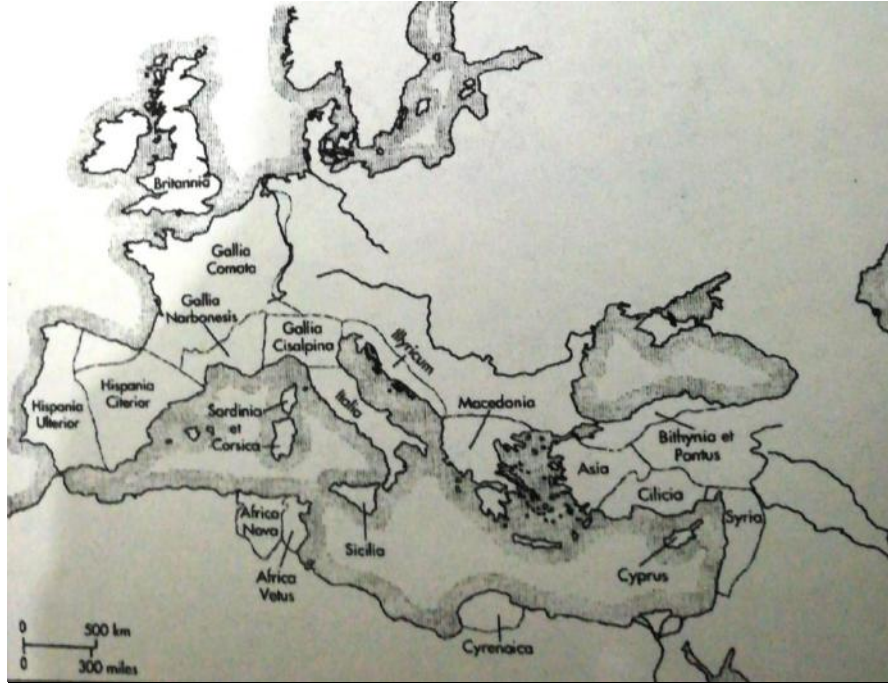 Britannia
Gallia
Comata
Gallia
Narbonesis
Gallia
Cisalpina
Illyricum
Hispania
Citerior
Hispania
Ulterior
Sardinia
et
Corsica
Italia
Macedonia
Bithynia et
Pontus
Asia
Cilicia
Syria
Africa
Nova
Sicilia
Africa
Vetus
Cyprus
Cyrenaica
0 500 km
0 300 miles